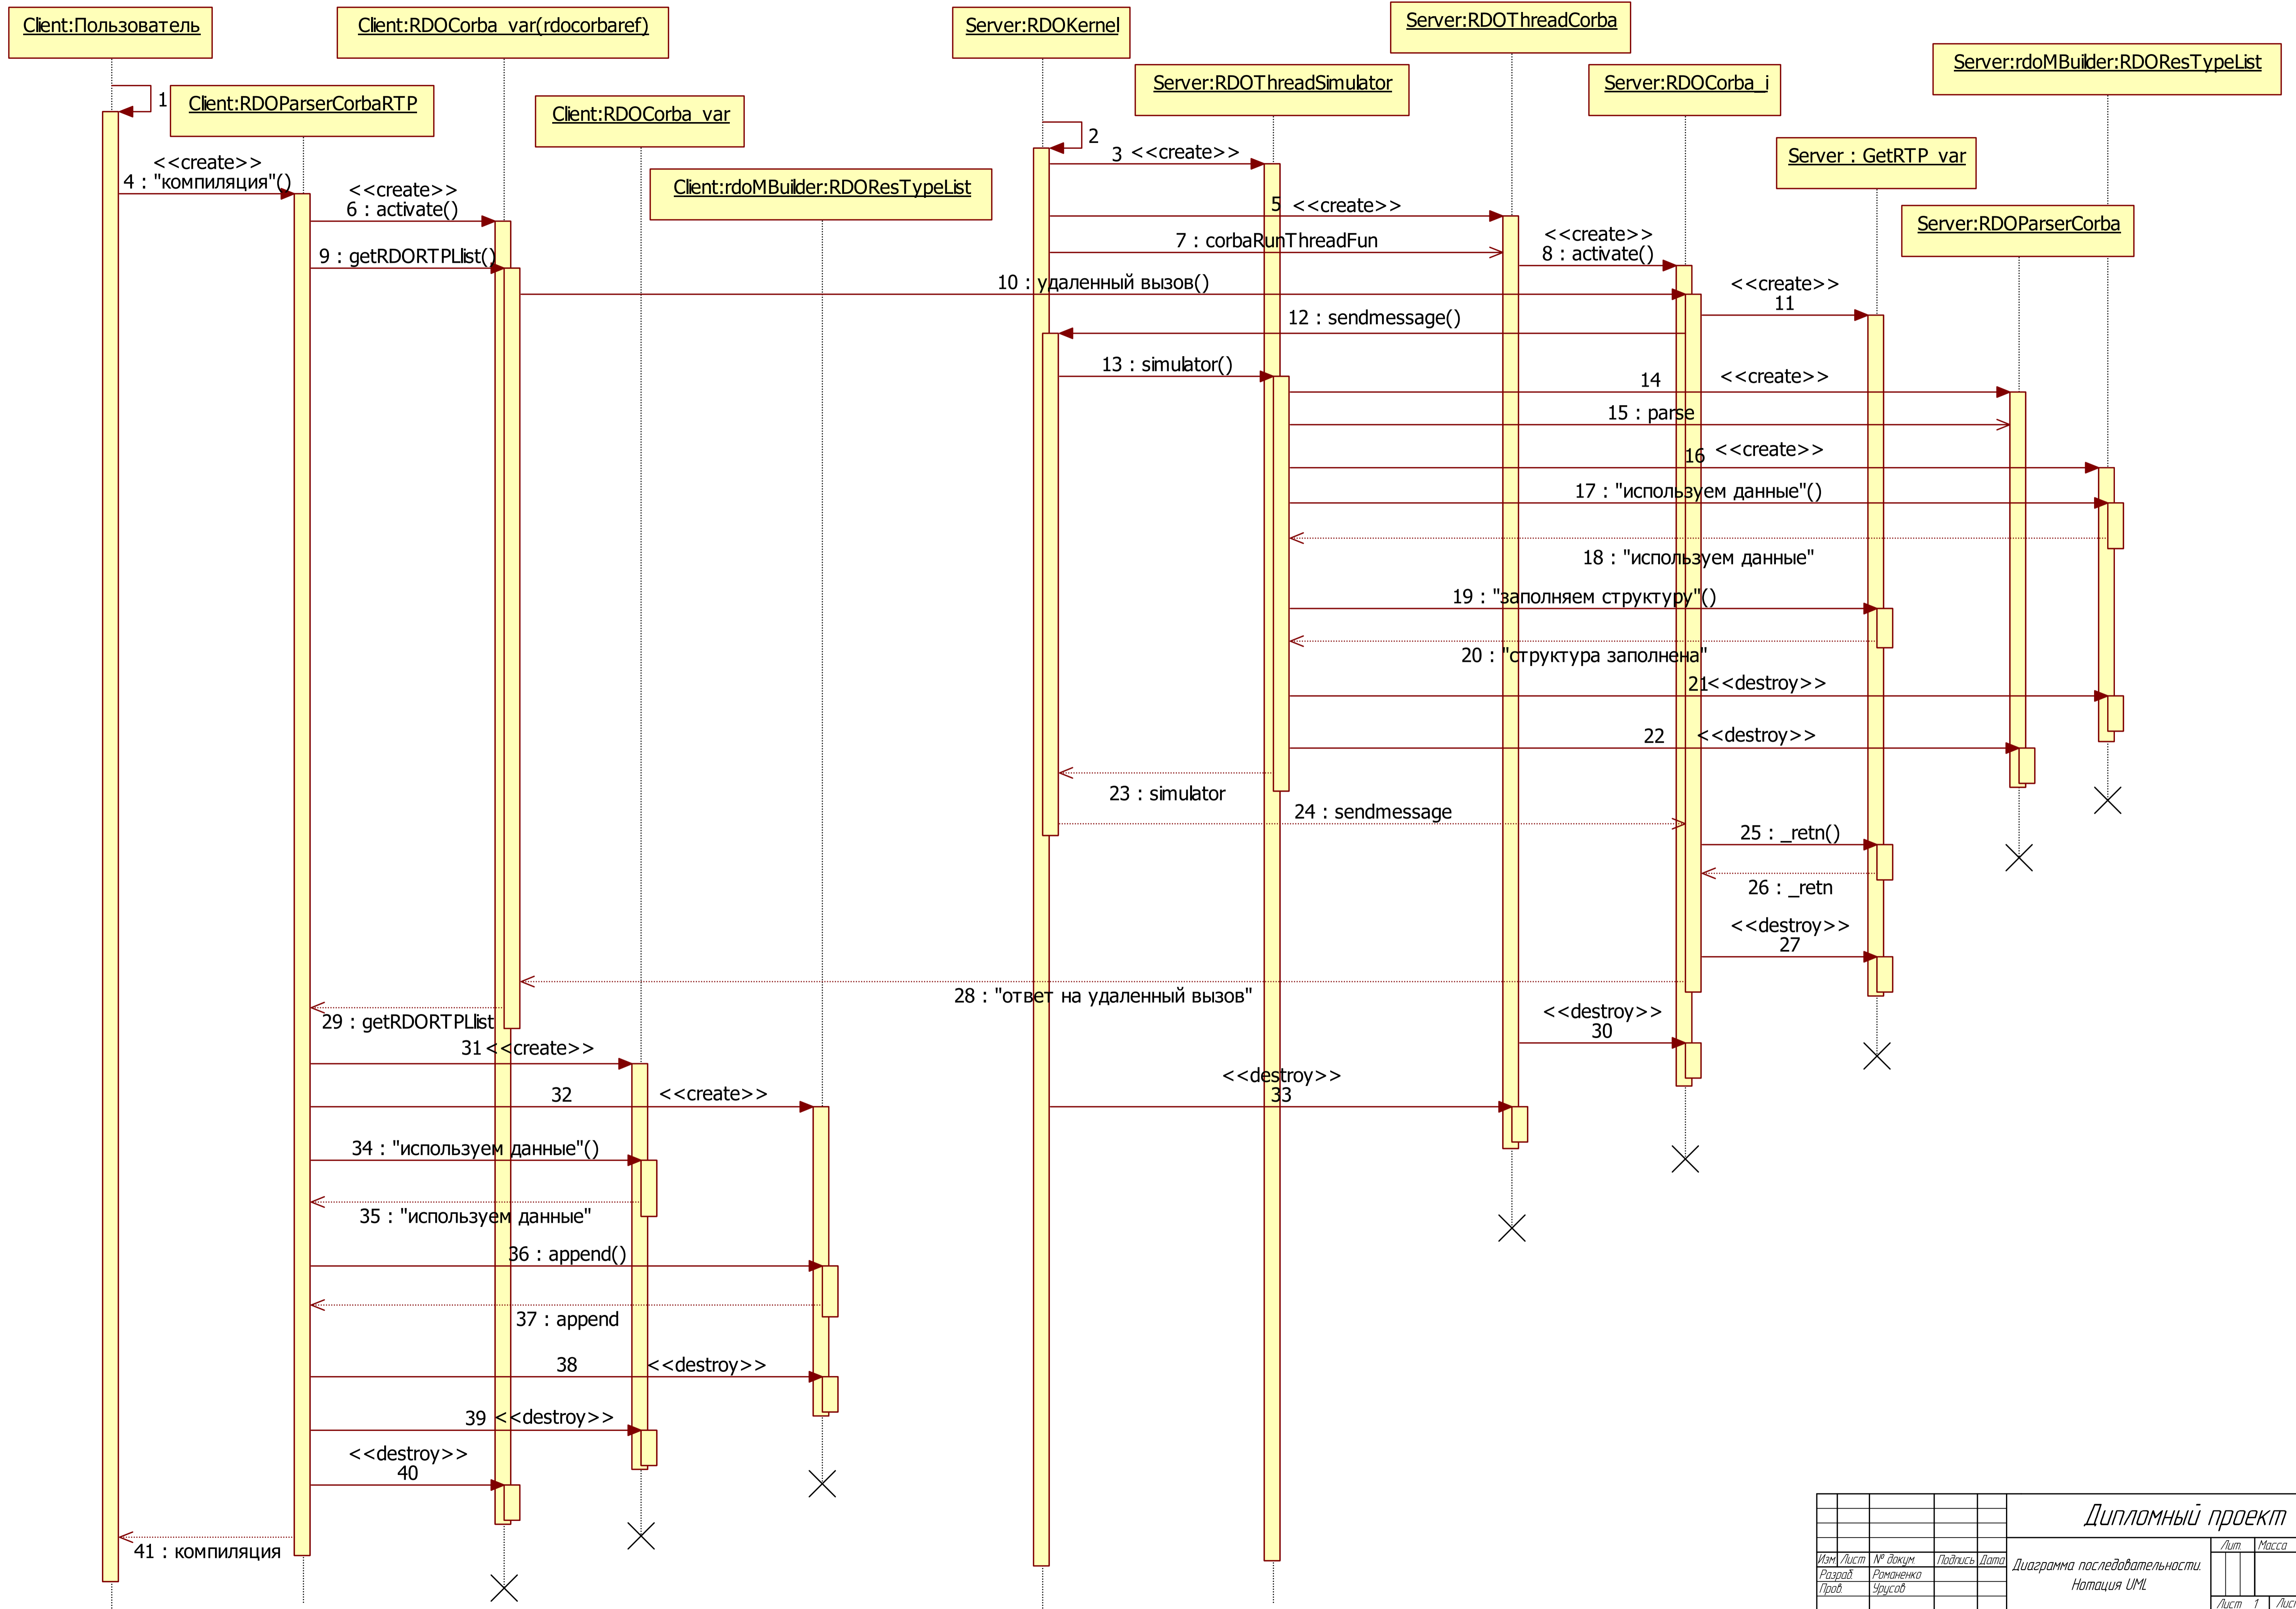 Client:Пользователь
Client:RDOCorba_var(rdocorbaref)
Server:RDOKernel
Server:RDOThreadCorba
Server:rdoMBuilder:RDOResTypeList
Server:RDOThreadSimulator
Server:RDOCorba_i
Client:RDOParserCorbaRTP
Client:RDOCorba_var
Server : GetRTP_var
Client:rdoMBuilder:RDOResTypeList
Server:RDOParserCorba
1
2
3 <<create>>
<<create>>
4 : "компиляция"()
5 <<create>>
<<create>>
6 : activate()
7 : corbaRunThreadFun
<<create>>
8 : activate()
9 : getRDORTPLlist()
10 : удаленный вызов()
<<create>>
11
12 : sendmessage()
13 : simulator()
14 <<create>>
15 : parse
16 <<create>>
17 : "используем данные"()
18 : "используем данные"
19 : "заполняем структуру"()
20 : "структура заполнена"
21 <<destroy>>
22 <<destroy>>
23 : simulator
24 : sendmessage
25 : _retn()
26 : _retn
<<destroy>>
27
28 : "ответ на удаленный вызов"
29 : getRDORTPLlist
<<destroy>>
30
31 <<create>>
32 <<create>>
<<destroy>>
33
34 : "используем данные"()
35 : "используем данные"
36 : append()
37 : append
38 <<destroy>>
39 <<destroy>>
<<destroy>>
40
41 : компиляция
Дипломный проект
Изм Лист № докум Подпись Дата
Разраб. Романенко
Пров. Урусов
Диаграмма последовательности.
Нотация UML
Лит. Масса
Лист 1